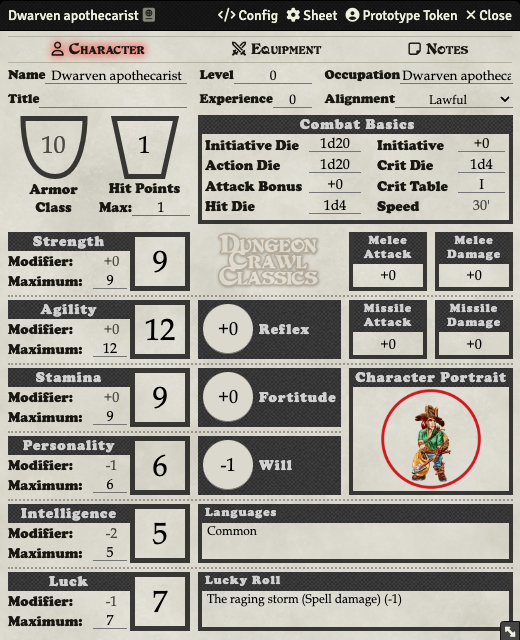 Dwarven apothecarist Config Sheet Prototype Token Close
Character Equipment Notes
Name Dwarven apothecarist Level 0 Occupation Dwarven apotheca
Title Experience 0 Alignment Lawful
10 1
Armor Class
Hit Points
Max: 1
Combat Basics
Initiative Die 1d20 Initiative +0
Action Die 1d20 Crit Die 1d4
Attack Bonus +0 Crit Table I
Hit Die 1d4 Speed 30'
Strength
Modifier: +0
Maximum: 9
9
Dungeon
Crawl
Classics
Melee Attack
+0
Melee Damage
+0
Agility
Modifier: +0
Maximum: 12
12
+0 Reflex
Missile Attack
+0
Missile Damage
+0
Stamina
Modifier: +0
Maximum: 9
9
+0 Fortitude
Character Portrait
Personality
Modifier: -1
Maximum: 6
6
-1 Will
Intelligence
Modifier: -2
Maximum: 5
5
Languages
Common
Luck
Modifier: -1
Maximum: 7
7
Lucky Roll
The raging storm (Spell damage) (-1)